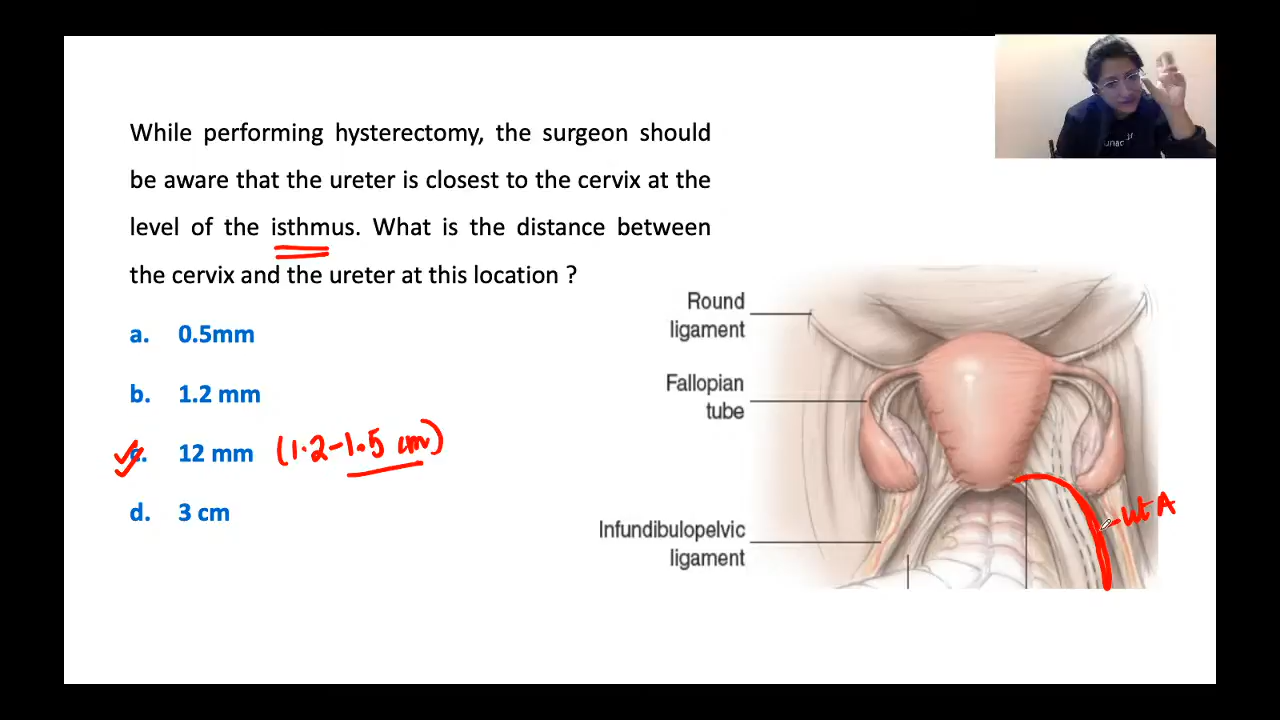 While performing hysterectomy, the surgeon should
be aware that the ureter is closest to the cervix at the
level of the isthmus. What is the distance between
the cervix and the ureter at this location ?
a. 0.5mm
b. 1.2 mm
c. 12 mm (1.2-1.5 cm)
d. 3 cm
Round
ligament
Fallopian
tube
Infundibulopelvic
ligament
ut A